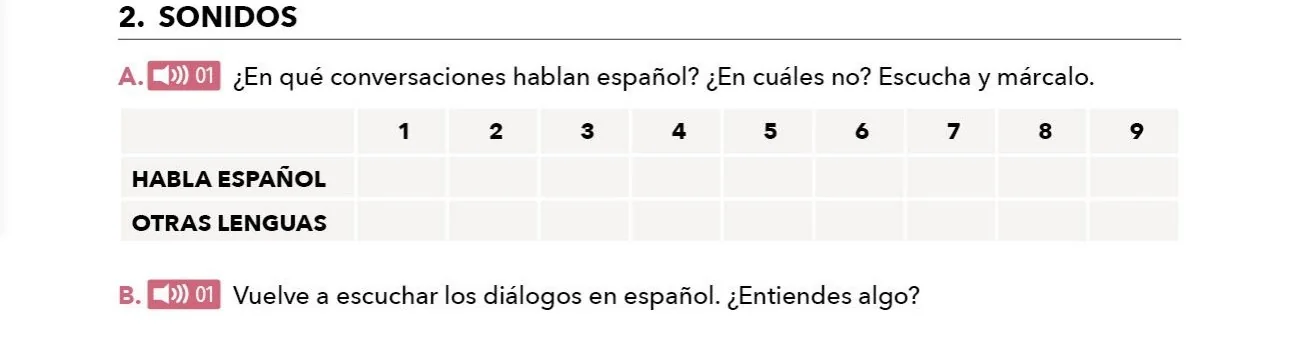 2. SONIDOS
A. 01 ¿En qué conversaciones hablan español? ¿En cuáles no? Escucha y márcalo.
1 2 3 4 5 6 7 8 9
HABLA ESPAÑOL
OTRAS LENGUAS
B. 01 Vuelve a escuchar los diálogos en español. ¿Entiendes algo?